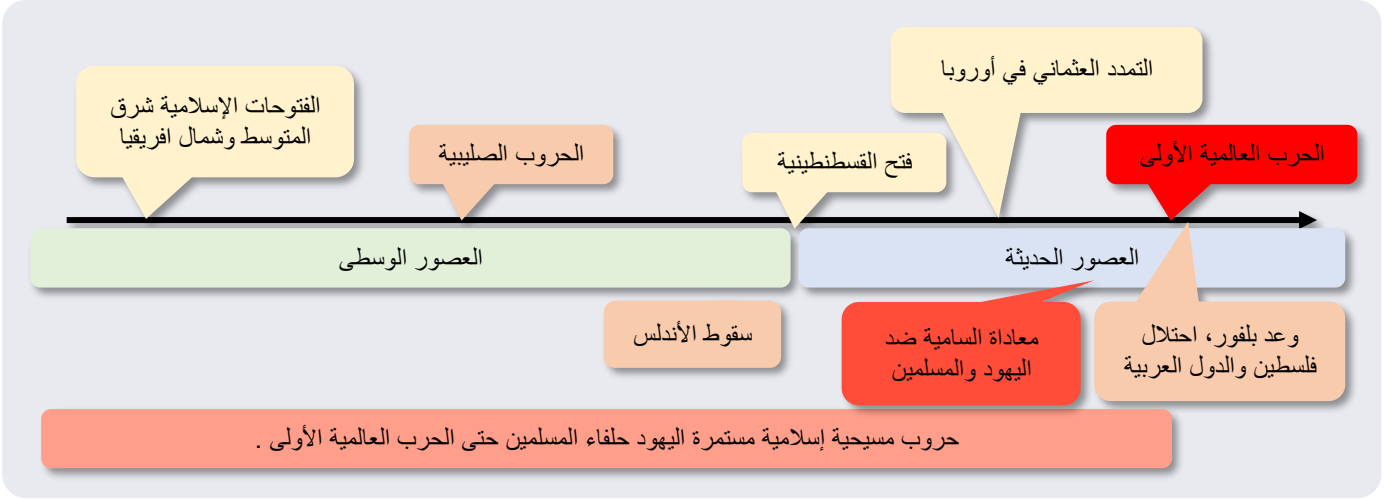 التمدد العثماني في أوروبا
الفتوحات الإسلامية شرق
المتوسط وشمال افريقيا
الحروب الصليبية
فتح القسطنطينية
الحرب العالمية الأولى
العصور الوسطى
العصور الحديثة
سقوط الأندلس
معاداة السامية ضد
اليهود والمسلمين
وعد بلفور، احتلال
فلسطين والدول العربية
حروب مسيحية إسلامية مستمرة اليهود حلفاء المسلمين حتى الحرب العالمية الأولى .